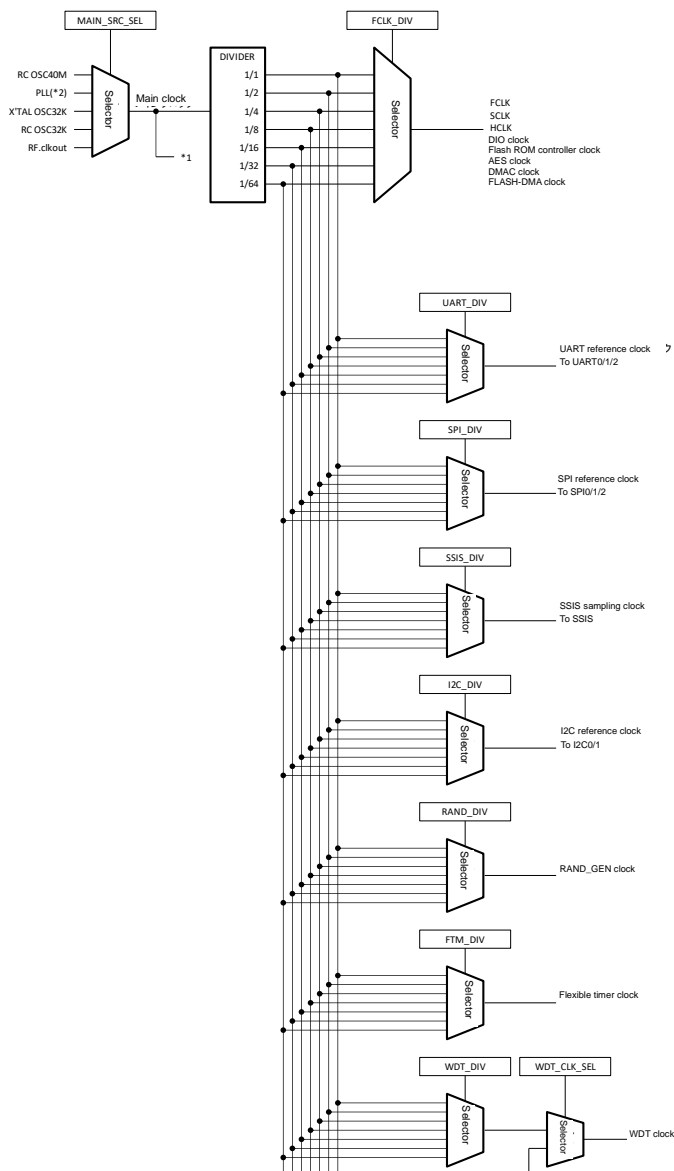 MAIN_SRC_SEL
FCLK_DIV
RC OSC40M
PLL(*2)
X'TAL OSC32K
RC OSC32K
RF.clkout
Selector
Main clock
*1
DIVIDER
1/1
1/2
1/4
1/8
1/16
1/32
1/64
Selector
FCLK
SCLK
HCLK
DIO clock
Flash ROM controller clock
AES clock
DMAC clock
FLASH-DMA clock
UART_DIV
Selector
UART reference clock
To UART0/1/2
SPI_DIV
Selector
SPI reference clock
To SPI0/1/2
SSIS_DIV
Selector
SSIS sampling clock
To SSIS
I2C_DIV
Selector
I2C reference clock
To I2C0/1
RAND_DIV
Selector
RAND_GEN clock
FTM_DIV
Selector
Flexible timer clock
WDT_DIV
WDT_CLK_SEL
Selector
Selector
WDT clock